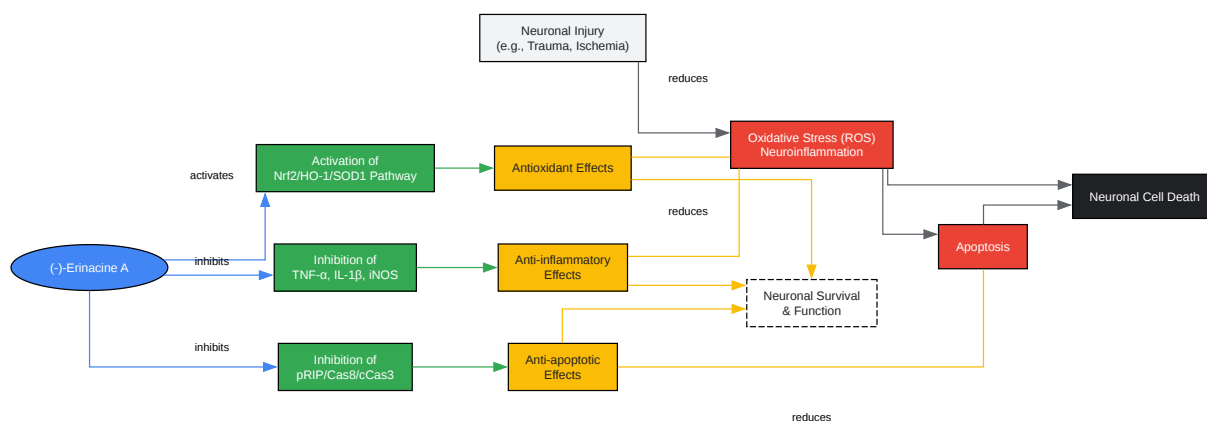 Neuronal Injury
(e.g., Trauma, Ischemia)
reduces
Oxidative Stress (ROS)
Neuroinflammation
Activation of
Nrf2/HO-1/SOD1 Pathway
Antioxidant Effects
activates
Neuronal Cell Death
reduces
Apoptosis
(-)-Erinacine A
inhibits
Inhibition of
TNF-α, IL-1β, iNOS
Anti-inflammatory
Effects
Neuronal Survival
& Function
inhibits
Inhibition of
pRIP/Cas8/cCas3
Anti-apoptotic
Effects
reduces